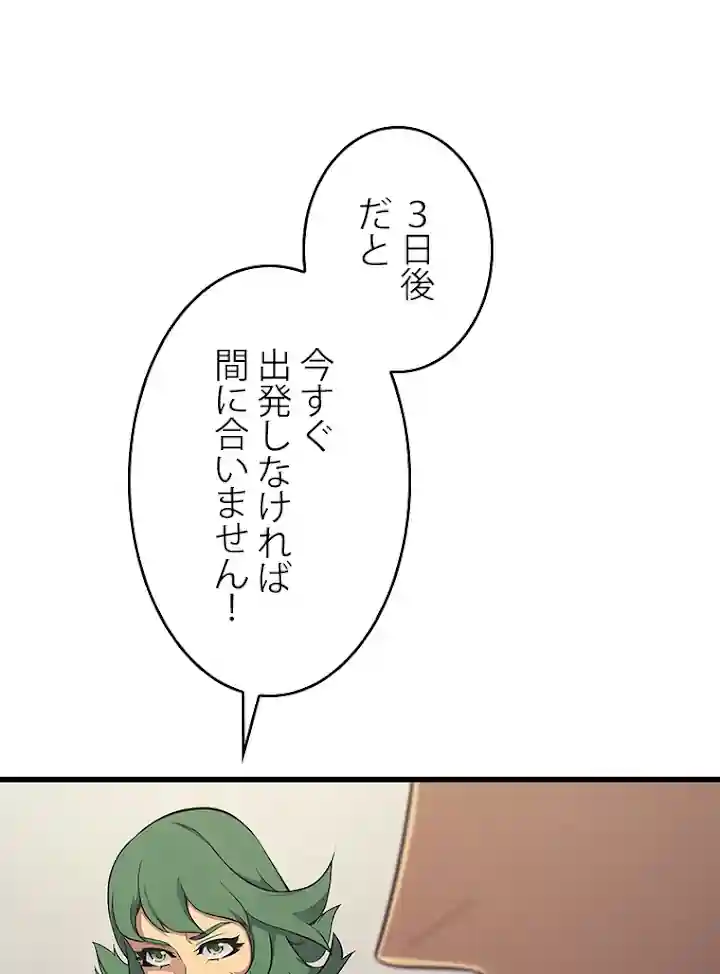 ３日後
だと
今すぐ
出発しなければ
間に合いません！